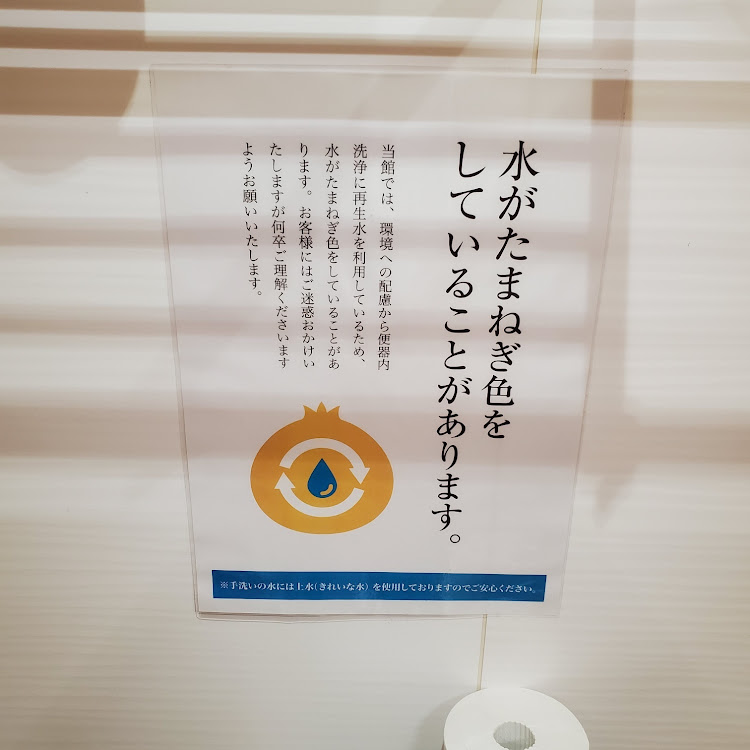 水がたまねぎ色を
していることがあります。
当館では、環境への配慮から便器内
洗浄に再生水を利用しているため、
水がたまねぎ色をしていることがあ
ります。お客様にはご迷惑おかけい
たしますが何卒ご理解くださいます
ようお願いいたします。
※手洗いの水には上水(きれいな水)を使用しておりますのでご安心ください。